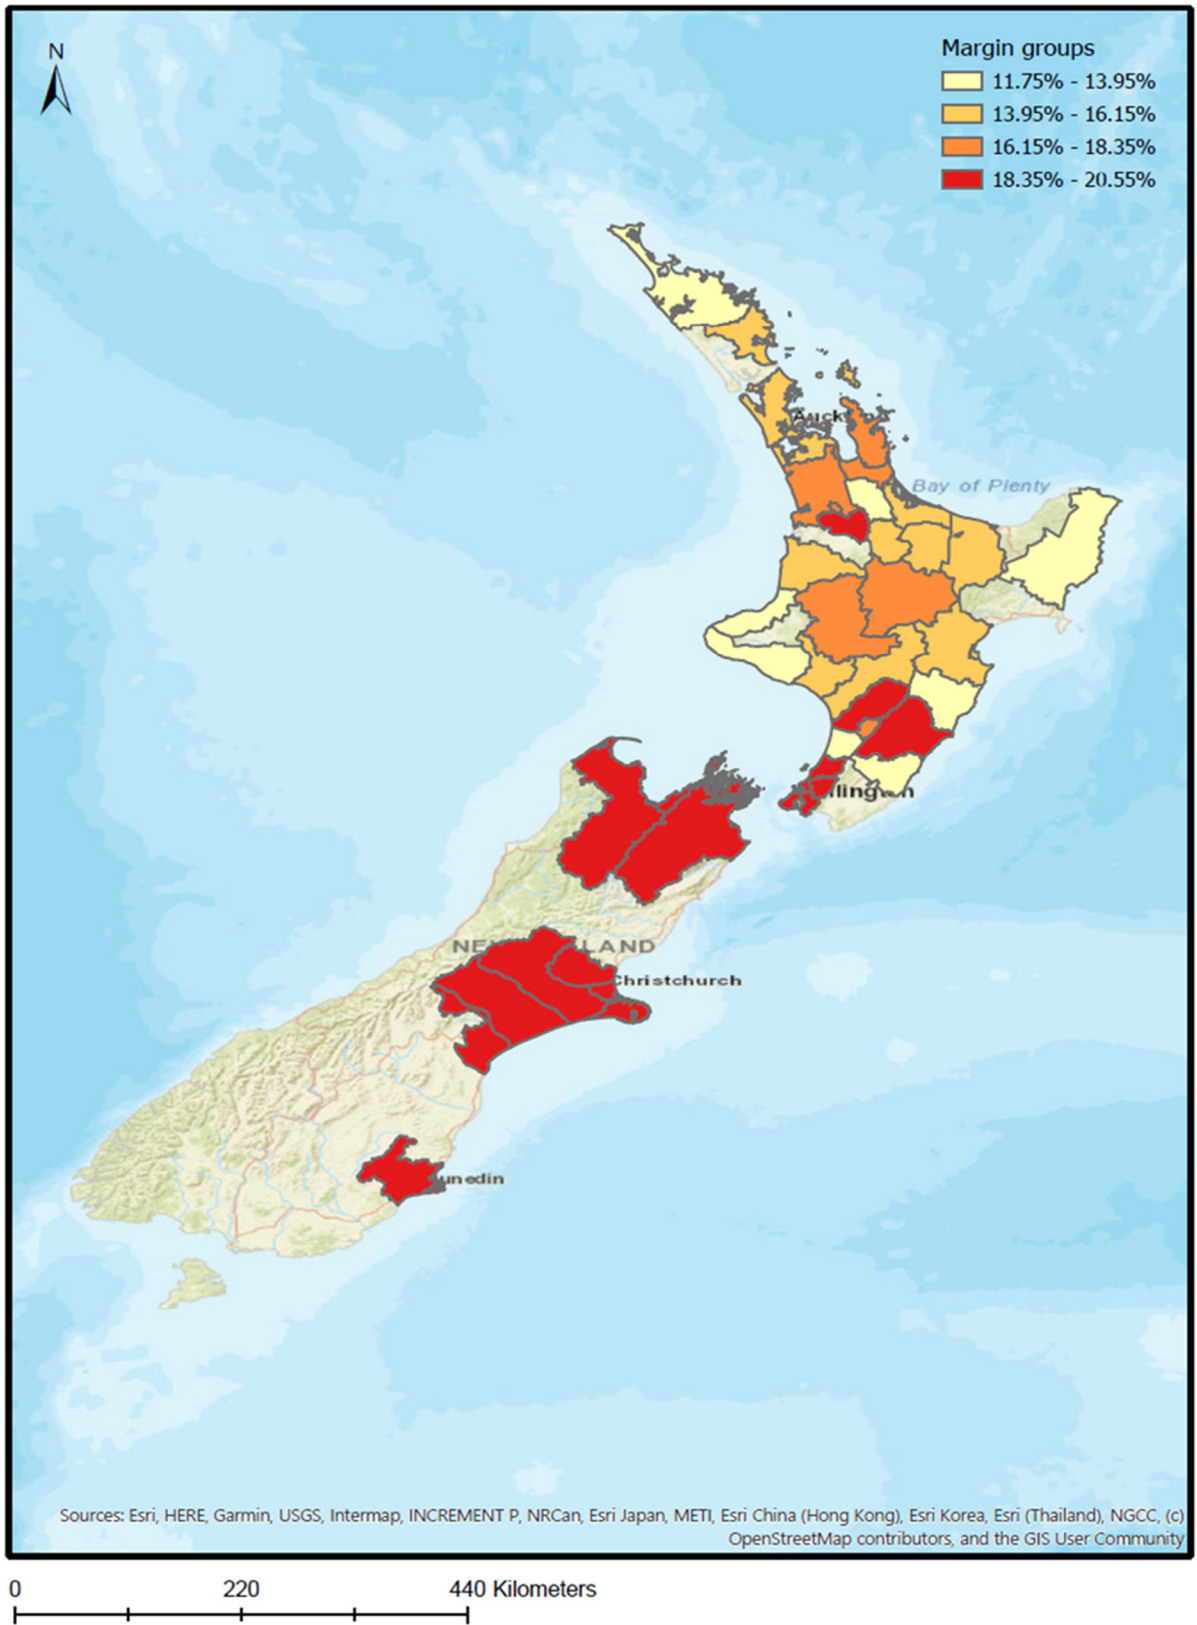 N
Margin groups
11.75% - 13.95%
13.95% - 16.15%
16.15% - 18.35%
18.35% - 20.55%
Bay of Plenty
Christchurch
Sources: Esri, HERE, Garmin, USGS, Intermap, INCREMENT P, NRCan, Esri Japan, METI, Esri China (Hong Kong), Esri Korea, Esri (Thailand), NGCC, (c)
OpenStreetMap contributors, and the GIS User Community
0 220 440 Kilometers